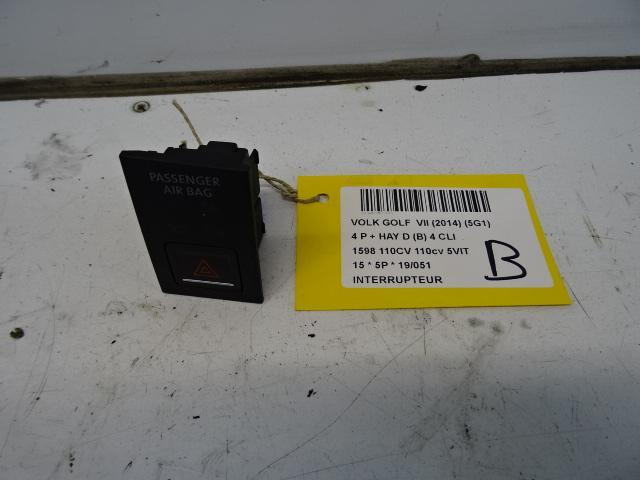 PASSENGER
AIR BAG
VOLK GOLF VII (2014) (5G1)
4 P + HAY D (B) 4 CLI
1598 110CV 110cv 5VIT
15 * 5P * 19/051
INTERRUPTEUR
B